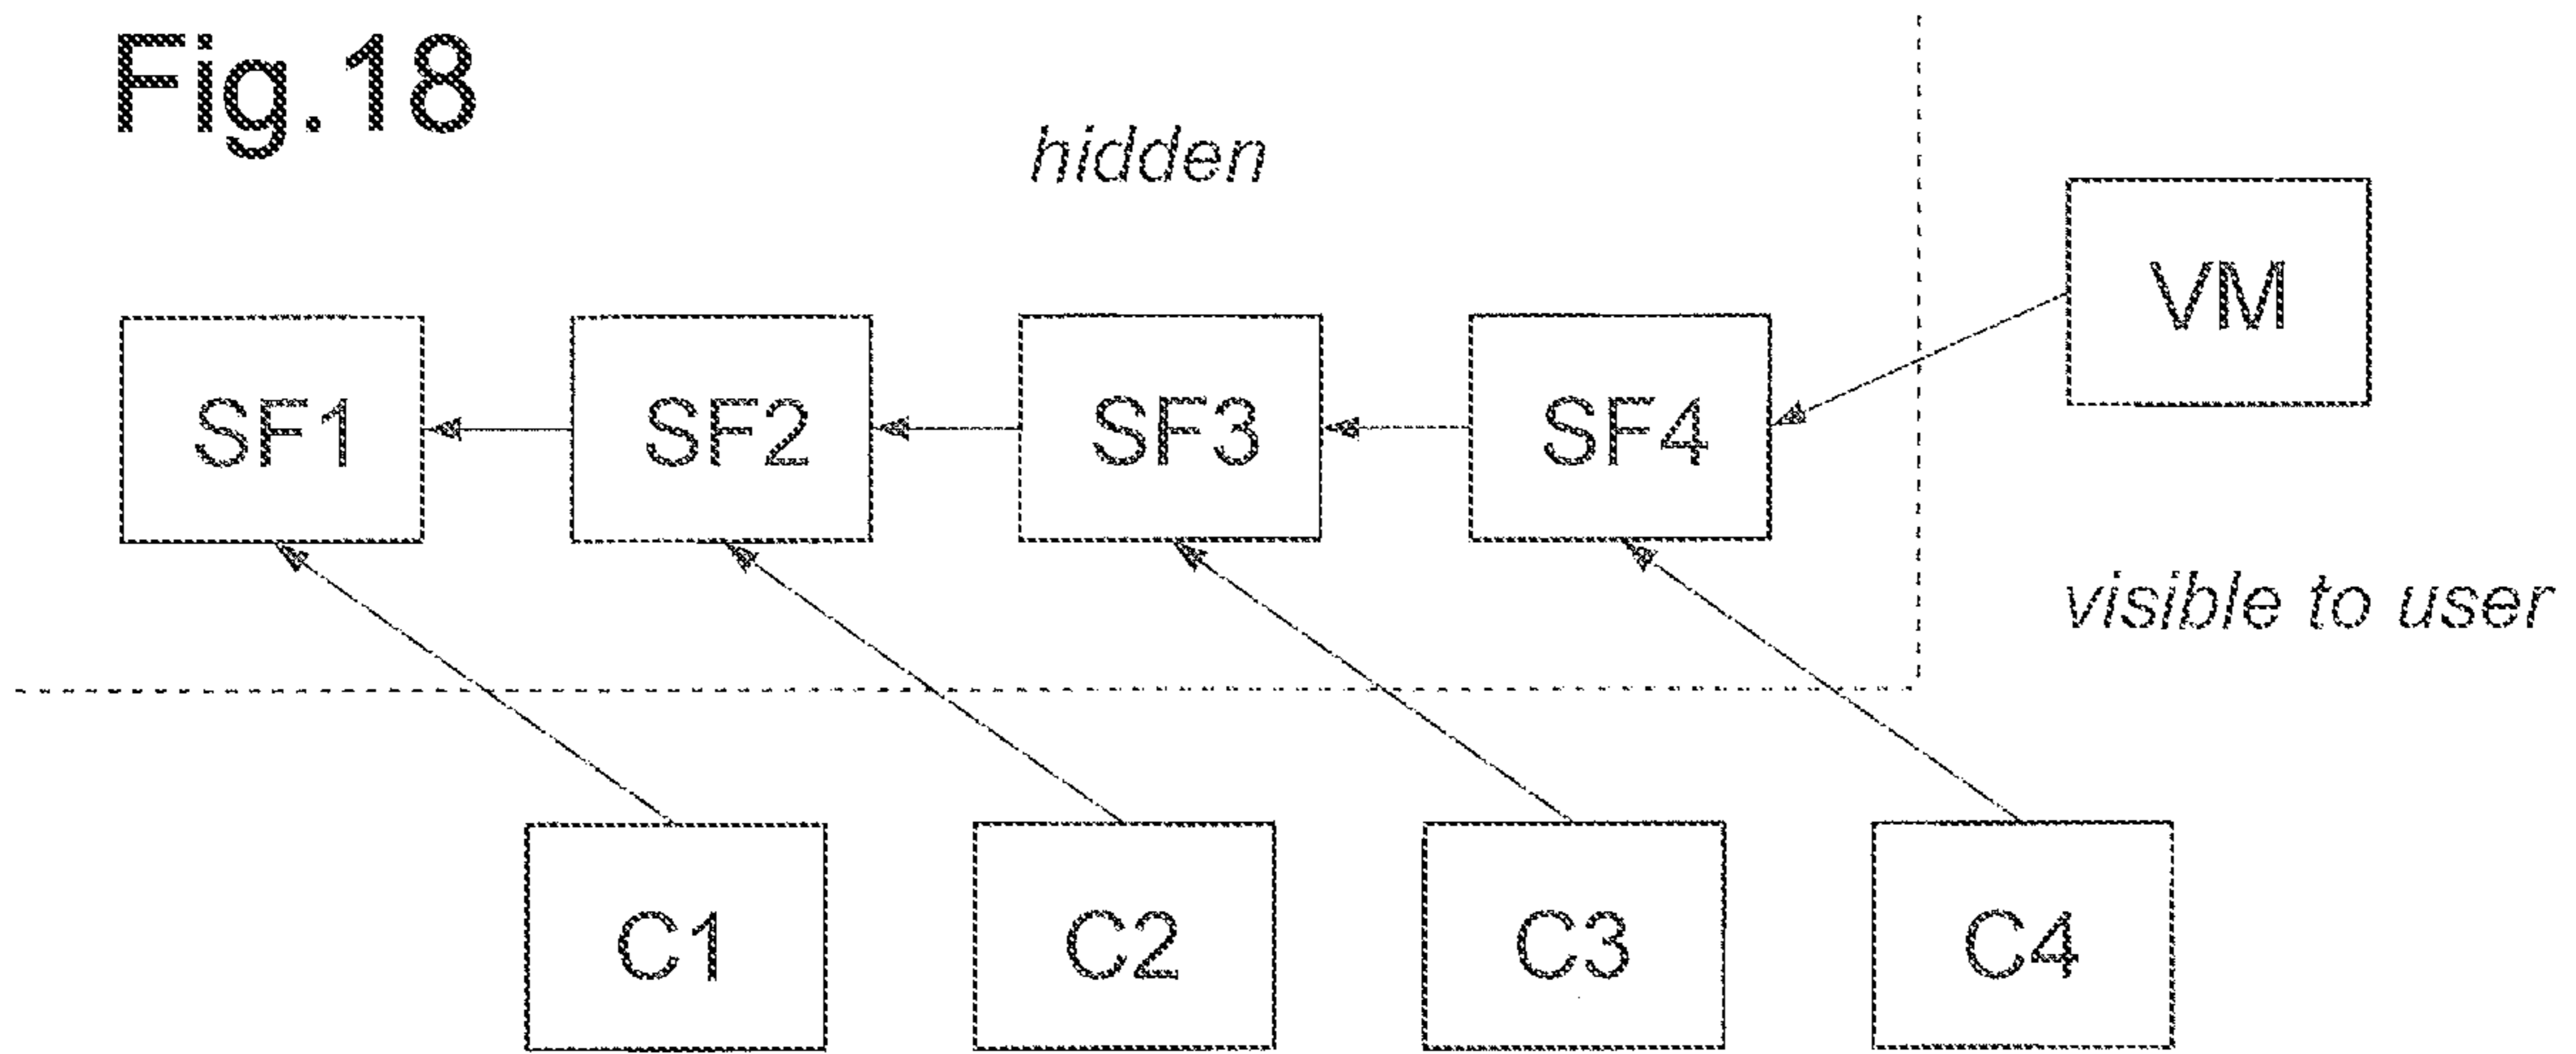 Fig.18
hidden
VM
SF1 SF2 SF3 SF4
visible to user
C1 C2 C3 C4